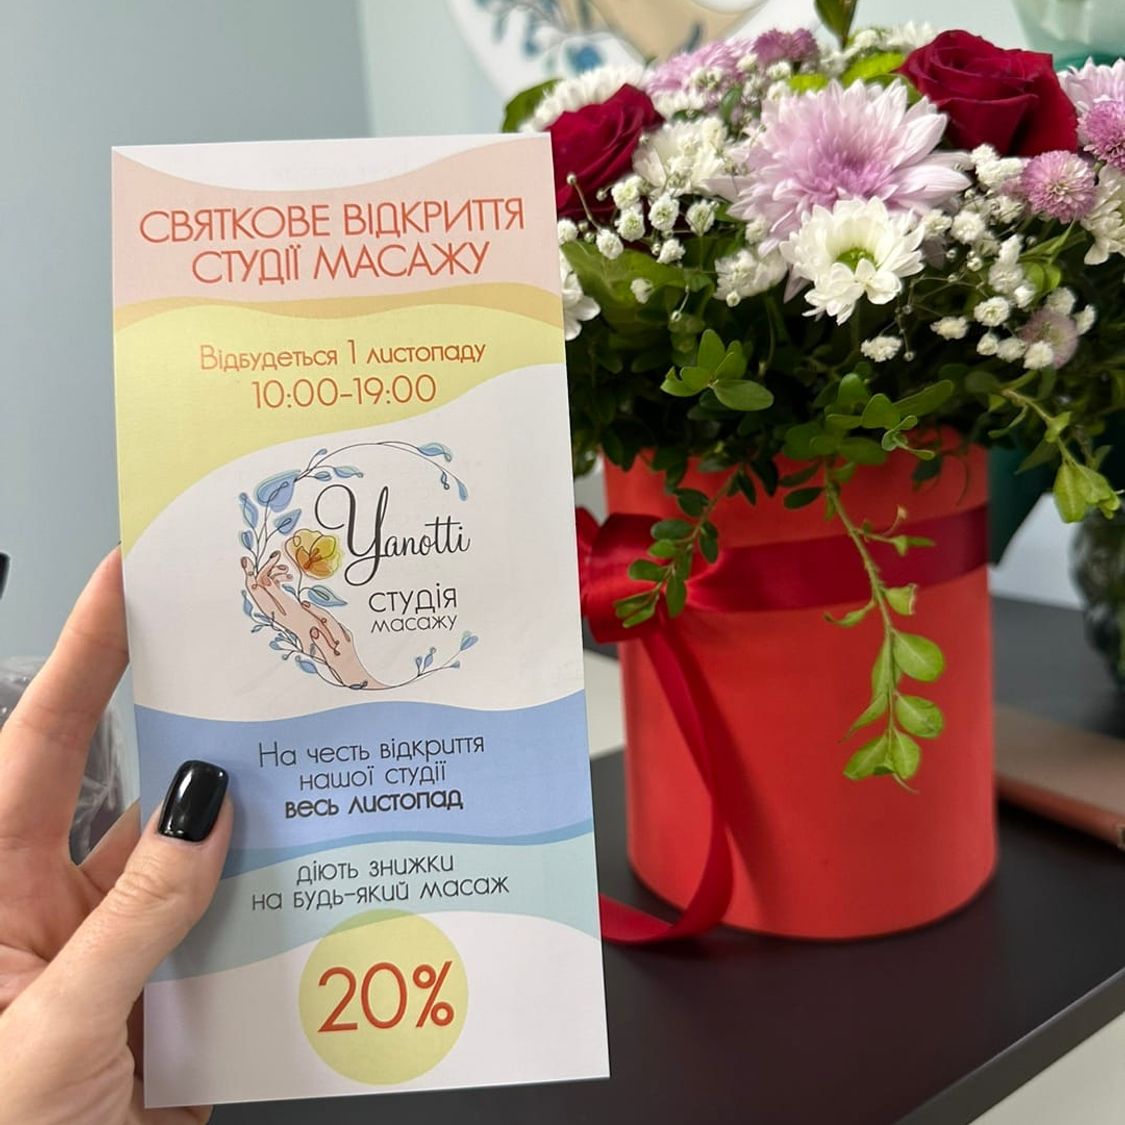 СВЯТКОВЕ ВІДКРИТТЯ
СТУДІЇ МАСАЖУ
Відбудеться 1 листопаду
10:00-19:00
Yanotti
студія
масажу
На честь відкриття
нашої студії
весь листопад
діють знижки
на будь-який масаж
20%